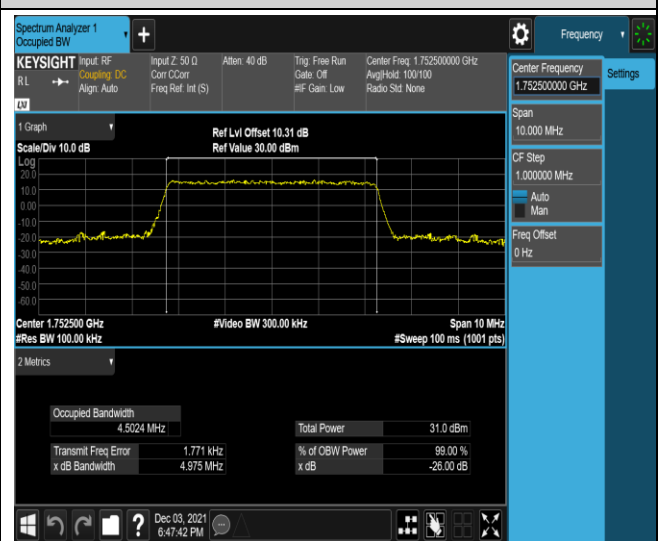 Spectrum Analyzer 1
Occupied BW
Frequency
KEYSIGHT
RL
LXI
Input: RF
Coupling: DC
Align: Auto
Input Z: 50 Ω
Corr CCorr
Freq Ref: Int (S)
Atten: 40 dB
Trig: Free Run
Gate: Off
#IF Gain: Low
Center Freq: 1.752500000 GHz
Avg|Hold: 100/100
Radio Std: None
1 Graph
Scale/Div 10.0 dB
Ref Lvl Offset 10.31 dB
Ref Value 30.00 dBm
Log
20.0
10.0
0.00
-10.0
-20.0
-30.0
-40.0
-50.0
-60.0
Center 1.752500 GHz
#Res BW 100.00 kHz
#Video BW 300.00 kHz
Span 10 MHz
#Sweep 100 ms (1001 pts)
2 Metrics
Occupied Bandwidth
4.5024 MHz
Total Power 31.0 dBm
Transmit Freq Error 1.771 kHz
% of OBW Power 99.00 %
x dB Bandwidth 4.975 MHz
x dB -26.00 dB
Center Frequency
1.752500000 GHz
Settings
Span
10.000 MHz
CF Step
1.000000 MHz
Auto
Man
Freq Offset
0 Hz
Dec 03, 2021
6:47:42 PM